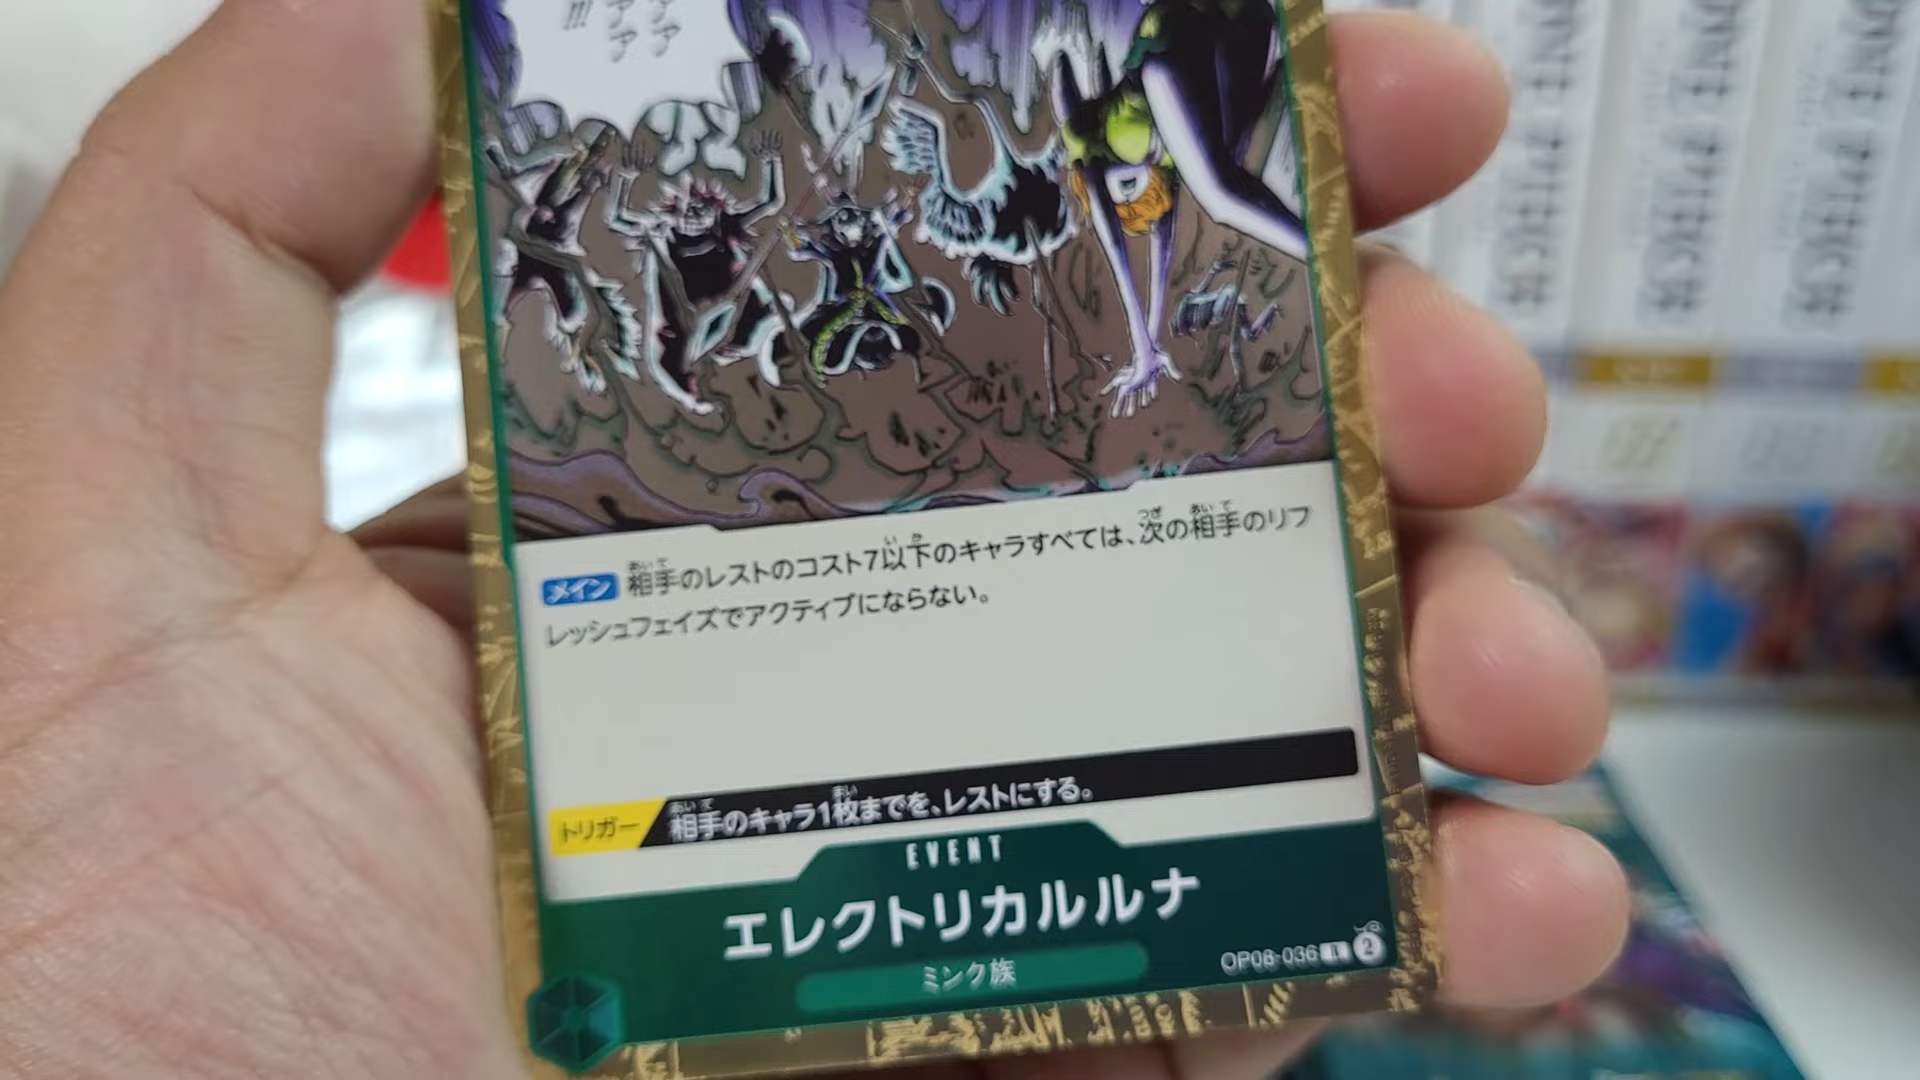 メイン 相手のレストのコスト7以下のキャラすべては、次の相手のリフ
レッシュフェイズでアクティブにならない。
トリガー 相手のキャラ1枚までを、レストにする。
EVENT
エレクトリカルルナ
ミンク族
OP08-036 R 2